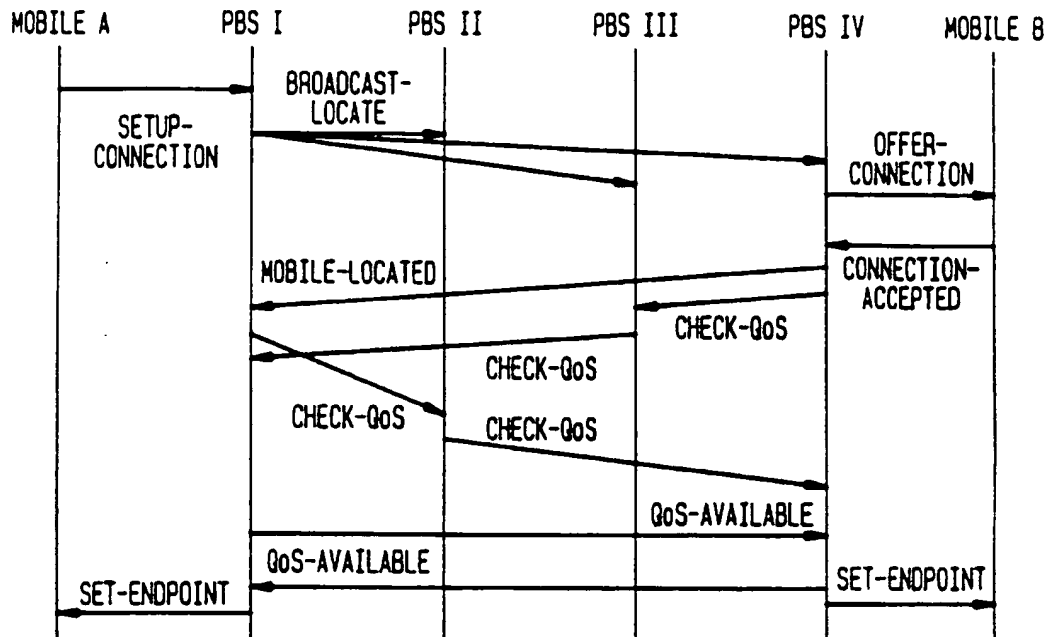 MOBILE A
PBS I
PBS II
PBS III
PBS IV
MOBILE B
BROADCAST-
LOCATE
SETUP-
CONNECTION
OFFER-
CONNECTION
MOBILE-LOCATED
CONNECTION-
ACCEPTED
CHECK-QoS
CHECK-QoS
CHECK-QoS
CHECK-QoS
QoS-AVAILABLE
QoS-AVAILABLE
SET-ENDPOINT
SET-ENDPOINT